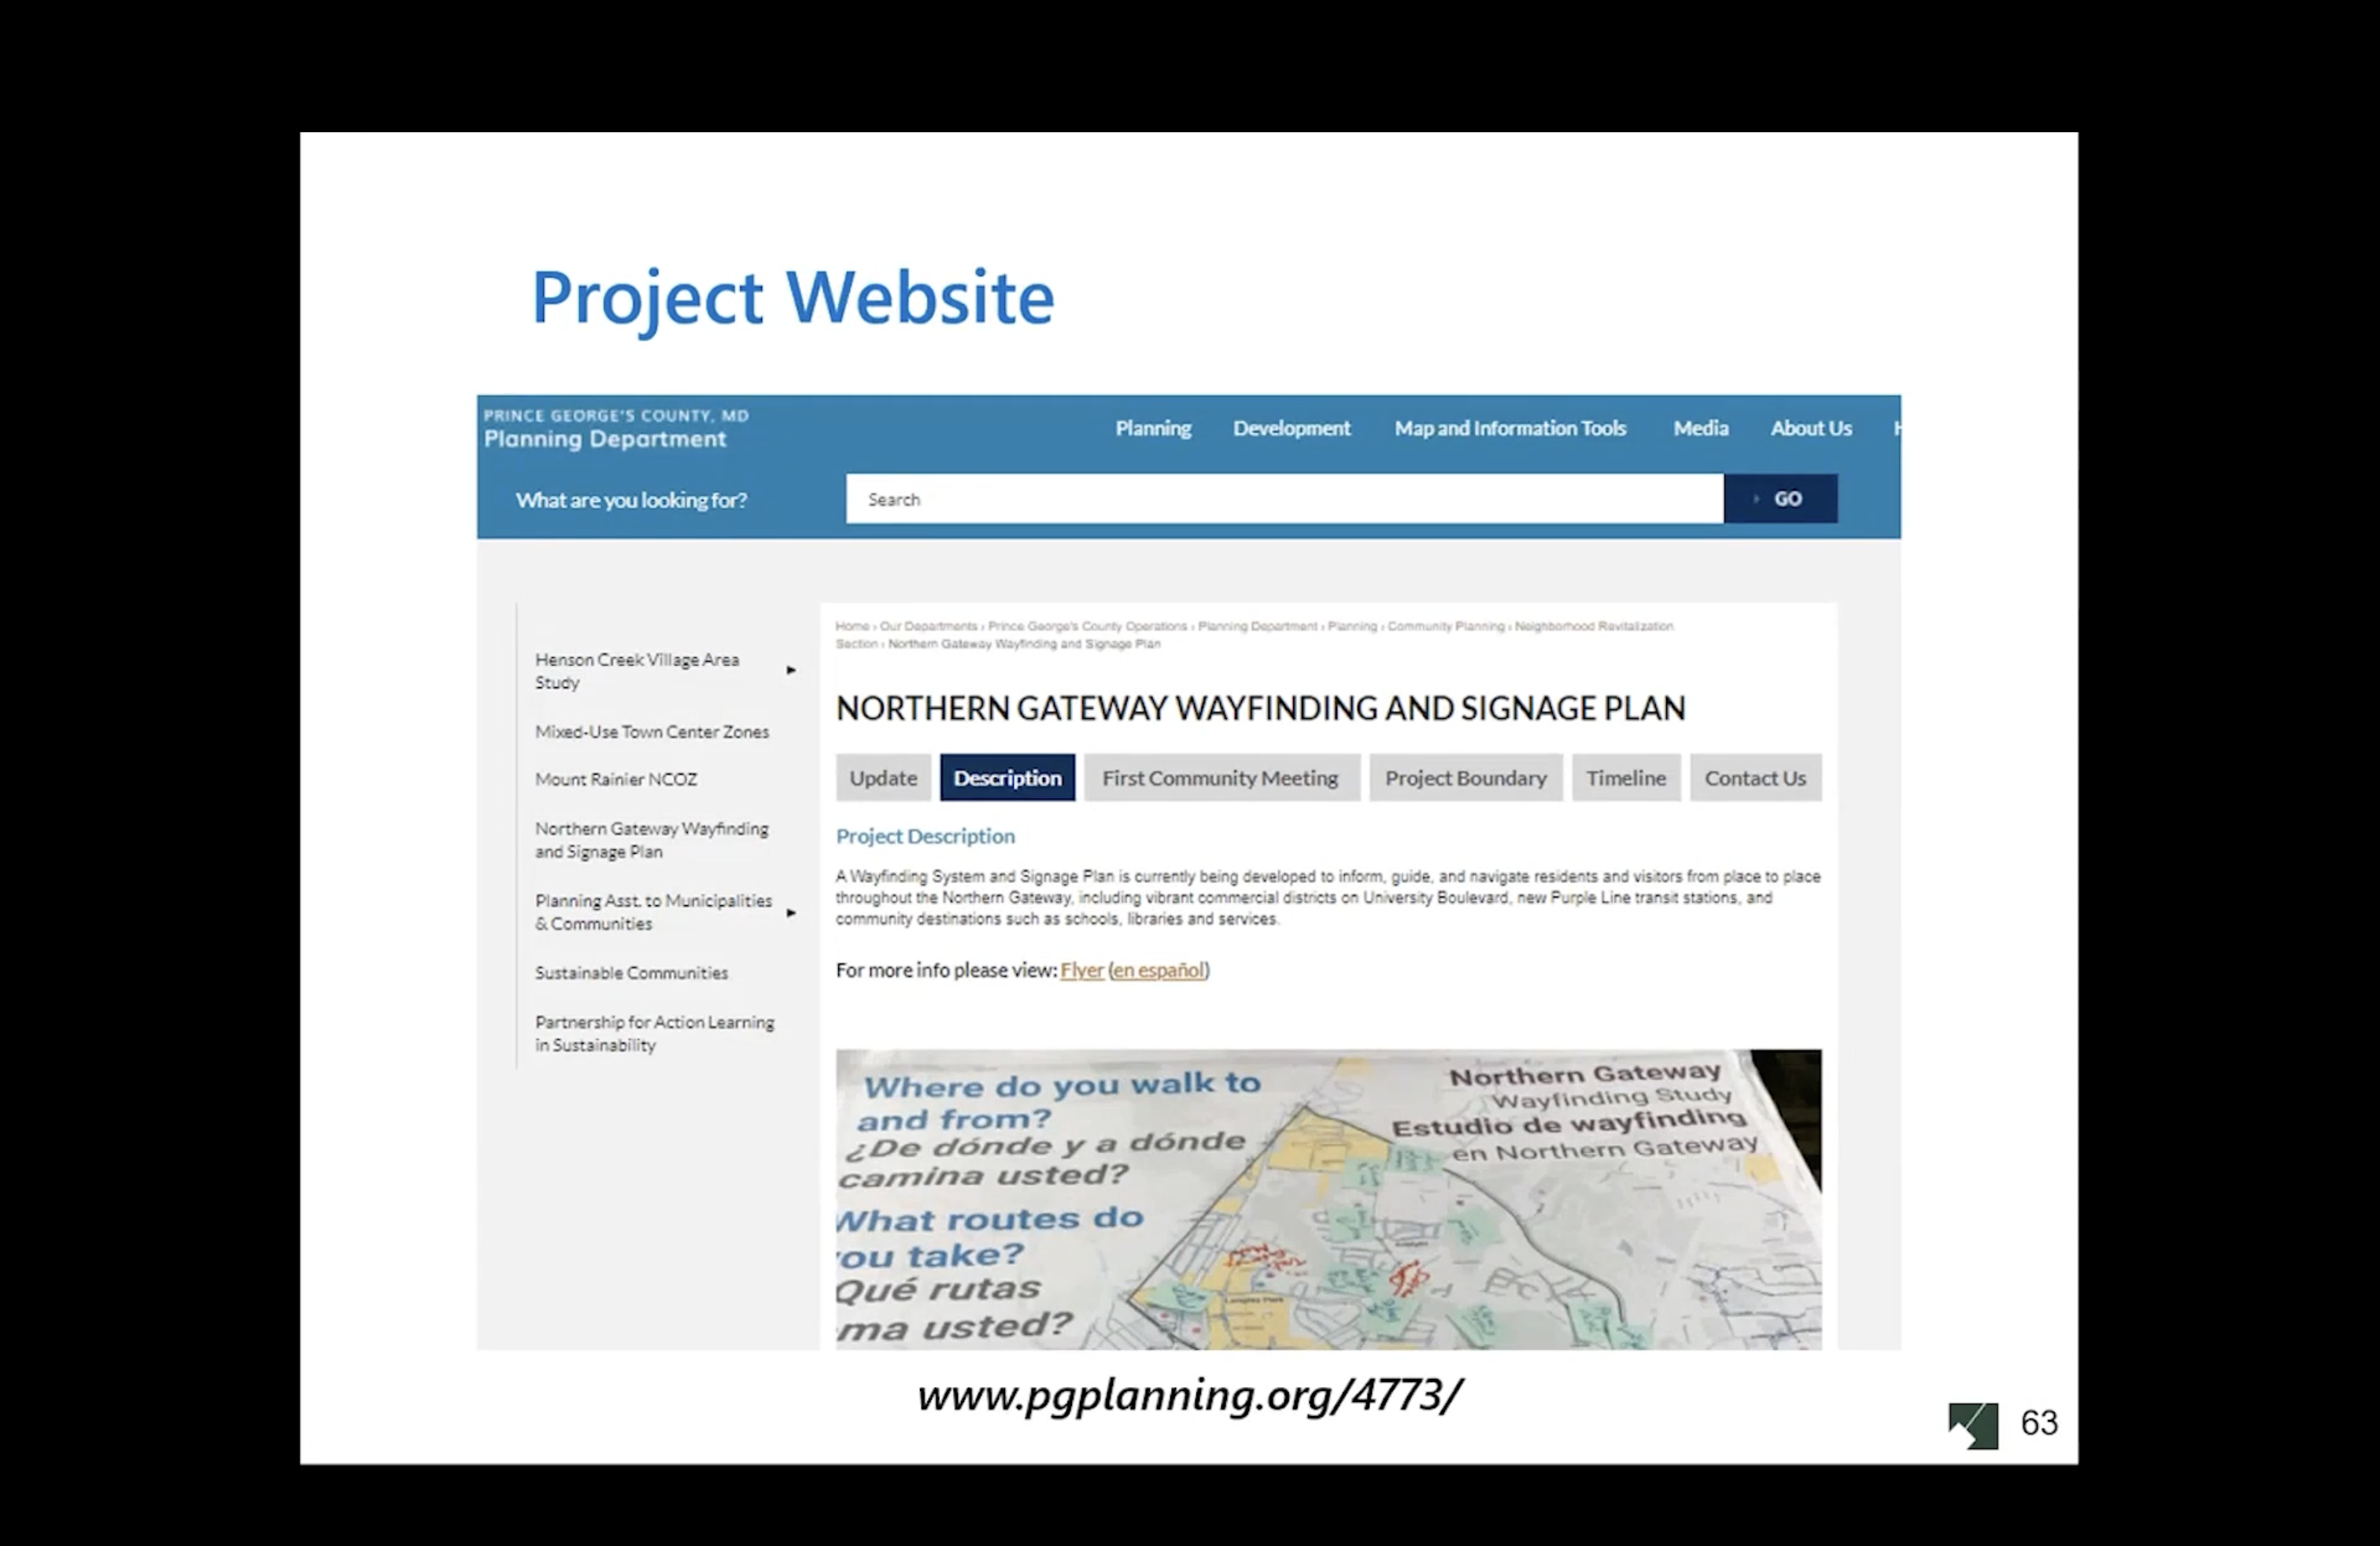 Project Website
PRINCE GEORGE'S COUNTY, MD
Planning Department
Planning Development Map and Information Tools Media About Us
What are you looking for?
Search
GO
Henson Creek Village Area
Study
Mixed-Use Town Center Zones
Mount Rainier NCOZ
Northern Gateway Wayfinding
and Signage Plan
Planning Asst. to Municipalities
& Communities
Sustainable Communities
Partnership for Action Learning
in Sustainability
Home › Our Departments › Prince George's County Operations › Planning Department › Planning › Community Planning › Neighborhood Revitalization
Section › Northern Gateway Wayfinding and Signage Plan
NORTHERN GATEWAY WAYFINDING AND SIGNAGE PLAN
Update Description First Community Meeting Project Boundary Timeline Contact Us
Project Description
A Wayfinding System and Signage Plan is currently being developed to inform, guide, and navigate residents and visitors from place to place
throughout the Northern Gateway, including vibrant commercial districts on University Boulevard, new Purple Line transit stations, and
community destinations such as schools, libraries and services.
For more info please view: Flyer (en español)
Where do you walk to
and from?
¿De dónde y a dónde
camina usted?
What routes do
ou take?
Qué rutas
ma usted?
Northern Gateway
Wayfinding Study
Estudio de wayfinding
en Northern Gateway
www.pgplanning.org/4773/
63